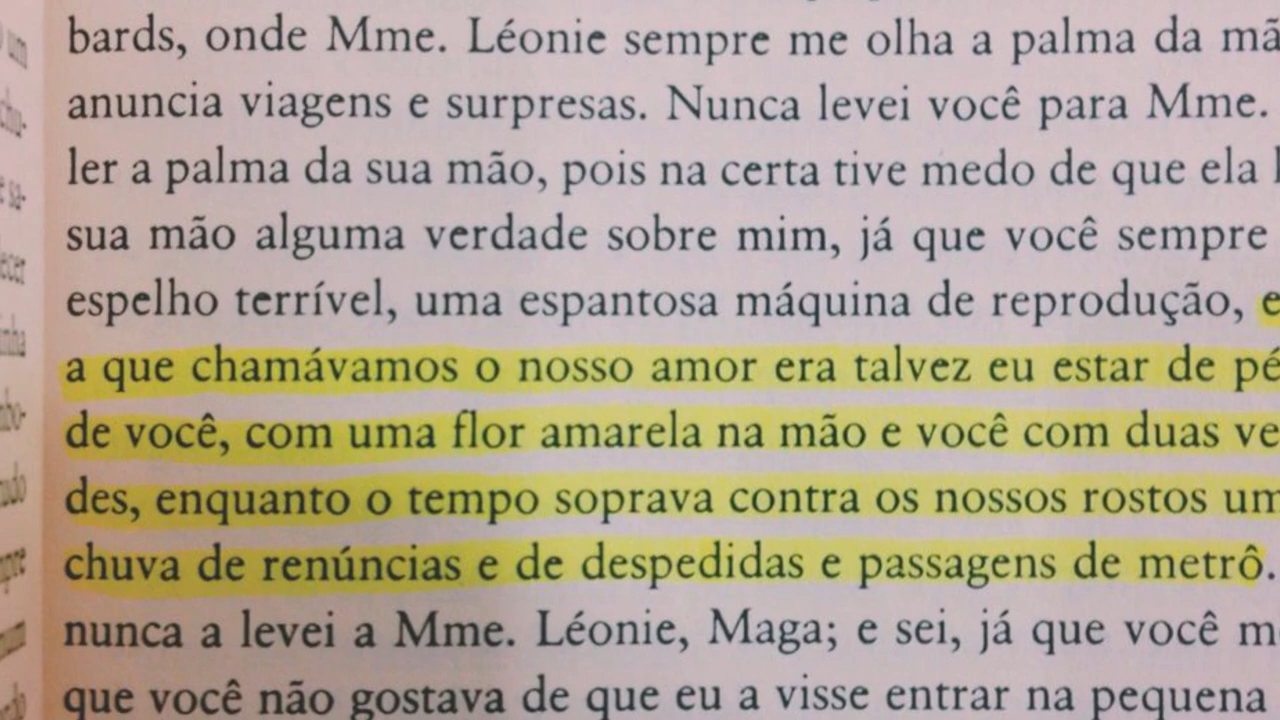 bards, onde Mme. Léonie sempre me olha a palma da mã
anuncia viagens e surpresas. Nunca levei você para Mme.
ler a palma da sua mão, pois na certa tive medo de que ela
sua mão alguma verdade sobre mim, já que você sempre
espelho terrível, uma espantosa máquina de reprodução, e
a que chamávamos o nosso amor era talvez eu estar de pé
de você, com uma flor amarela na mão e você com duas ve
des, enquanto o tempo soprava contra os nossos rostos um
chuva de renúncias e de despedidas e passagens de metrô.
nunca a levei a Mme. Léonie, Maga; e sei, já que você m
que você não gostava de que eu a visse entrar na pequena